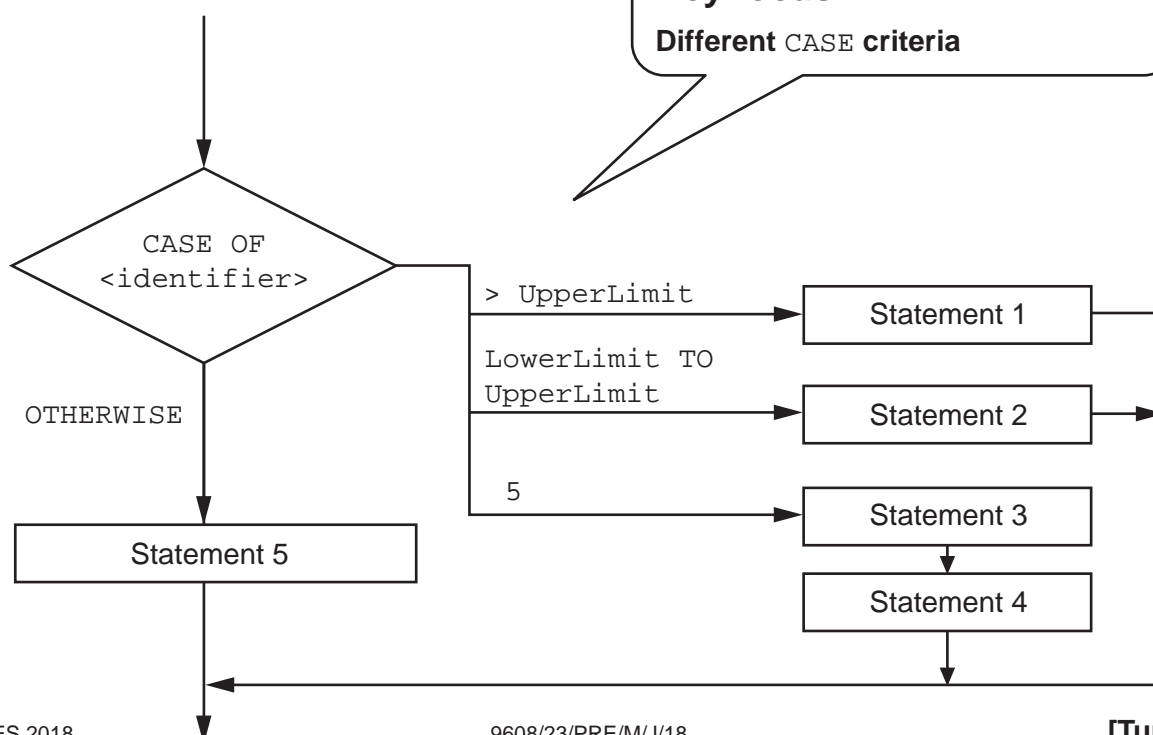 Different CASE criteria
CASE OF
<identifier>
> UpperLimit
Statement 1
LowerLimit TO
UpperLimit
Statement 2
OTHERWISE
5
Statement 3
Statement 5
Statement 4
9608/23/PRE/M/J/18
2018